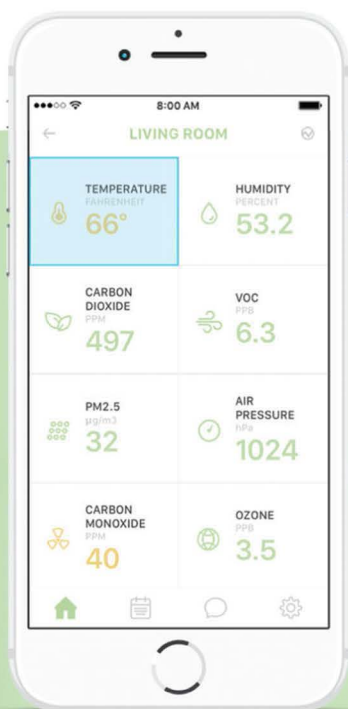 8:00 AM
LIVING ROOM
TEMPERATURE
FAHRENHEIT
66°
HUMIDITY
PERCENT
53.2
CARBON
DIOXIDE
PPM
497
VOC
PPB
6.3
PM2.5
µg/m3
32
AIR
PRESSURE
hPa
1024
CARBON
MONOXIDE
PPM
40
OZONE
PPB
3.5